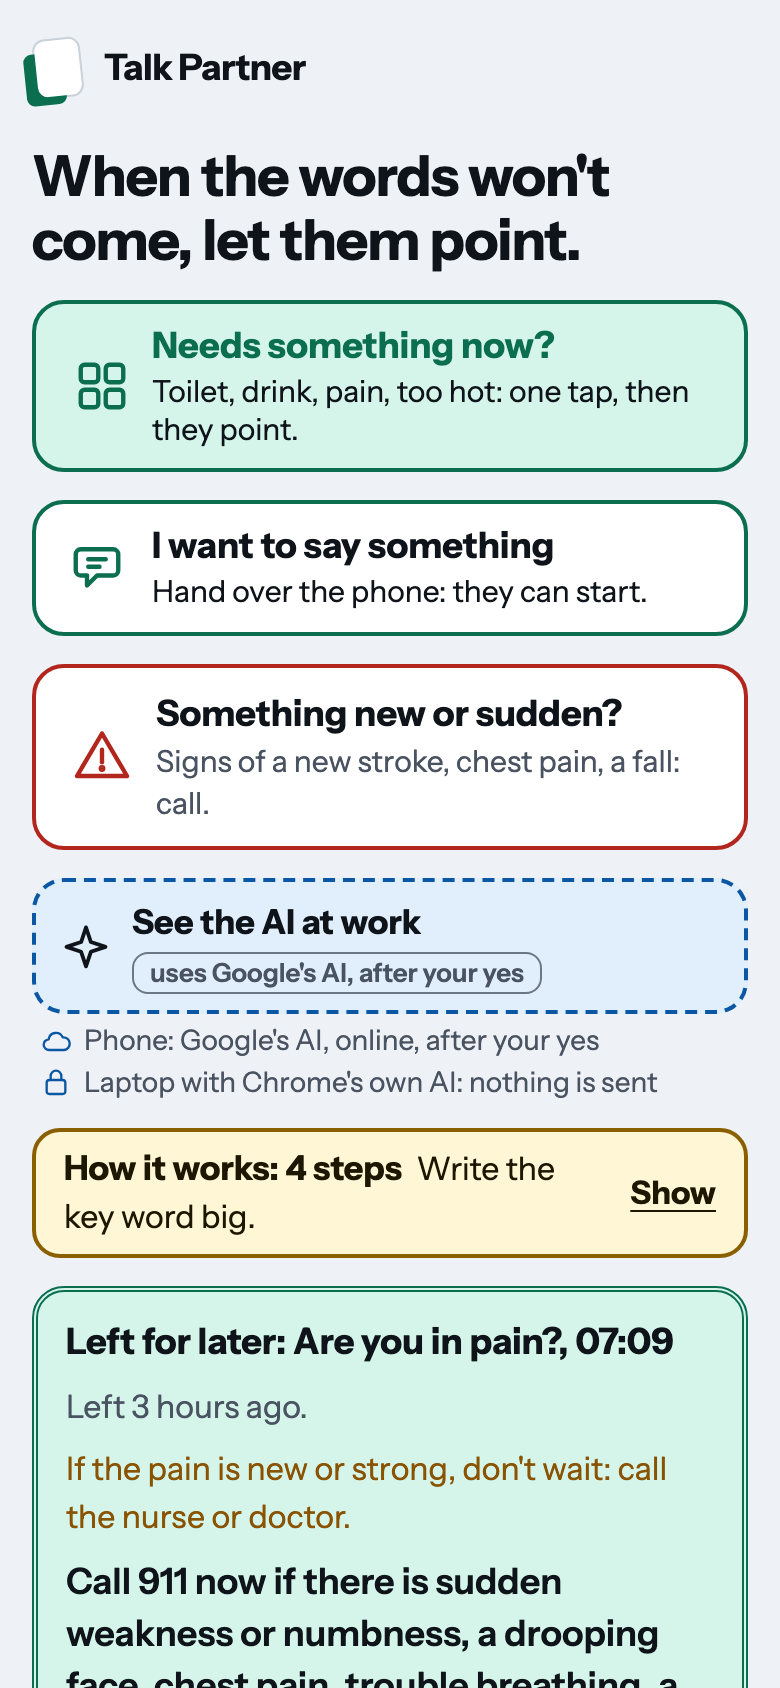 Talk Partner
When the words won't
come, let them point.
Needs something now?
Toilet, drink, pain, too hot: one tap, then
they point.
I want to say something
Hand over the phone: they can start.
Something new or sudden?
Signs of a new stroke, chest pain, a fall:
call.
See the AI at work
uses Google's AI, after your yes
Phone: Google's AI, online, after your yes
Laptop with Chrome's own AI: nothing is sent
How it works: 4 steps Write the
key word big.
Show
Left for later: Are you in pain?, 07:09
Left 3 hours ago.
If the pain is new or strong, don't wait: call
the nurse or doctor.
Call 911 now if there is sudden
weakness or numbness, a drooping
face, chest pain, trouble breathing, a